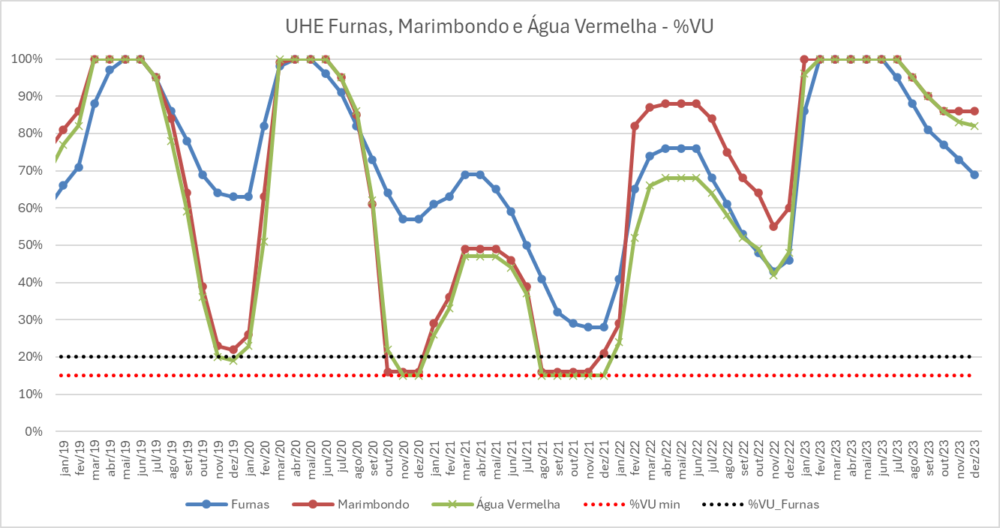 UHE Furnas, Marimbondo e Água Vermelha - %VU
100%
90%
80%
70%
60%
50%
40%
30%
20%
10%
0%
jan/19
fev/19
mar/19
abr/19
mai/19
jun/19
jul/19
ago/19
set/19
out/19
nov/19
dez/19
jan/20
fev/20
mar/20
abr/20
mai/20
jun/20
jul/20
ago/20
set/20
out/20
nov/20
dez/20
jan/21
fev/21
mar/21
abr/21
mai/21
jun/21
jul/21
ago/21
set/21
out/21
nov/21
dez/21
jan/22
fev/22
mar/22
abr/22
mai/22
jun/22
jul/22
ago/22
set/22
out/22
nov/22
dez/22
jan/23
fev/23
mar/23
abr/23
mai/23
jun/23
jul/23
ago/23
set/23
out/23
nov/23
dez/23
Furnas
Marimbondo
Água Vermelha
%VU min
%VU_Furnas